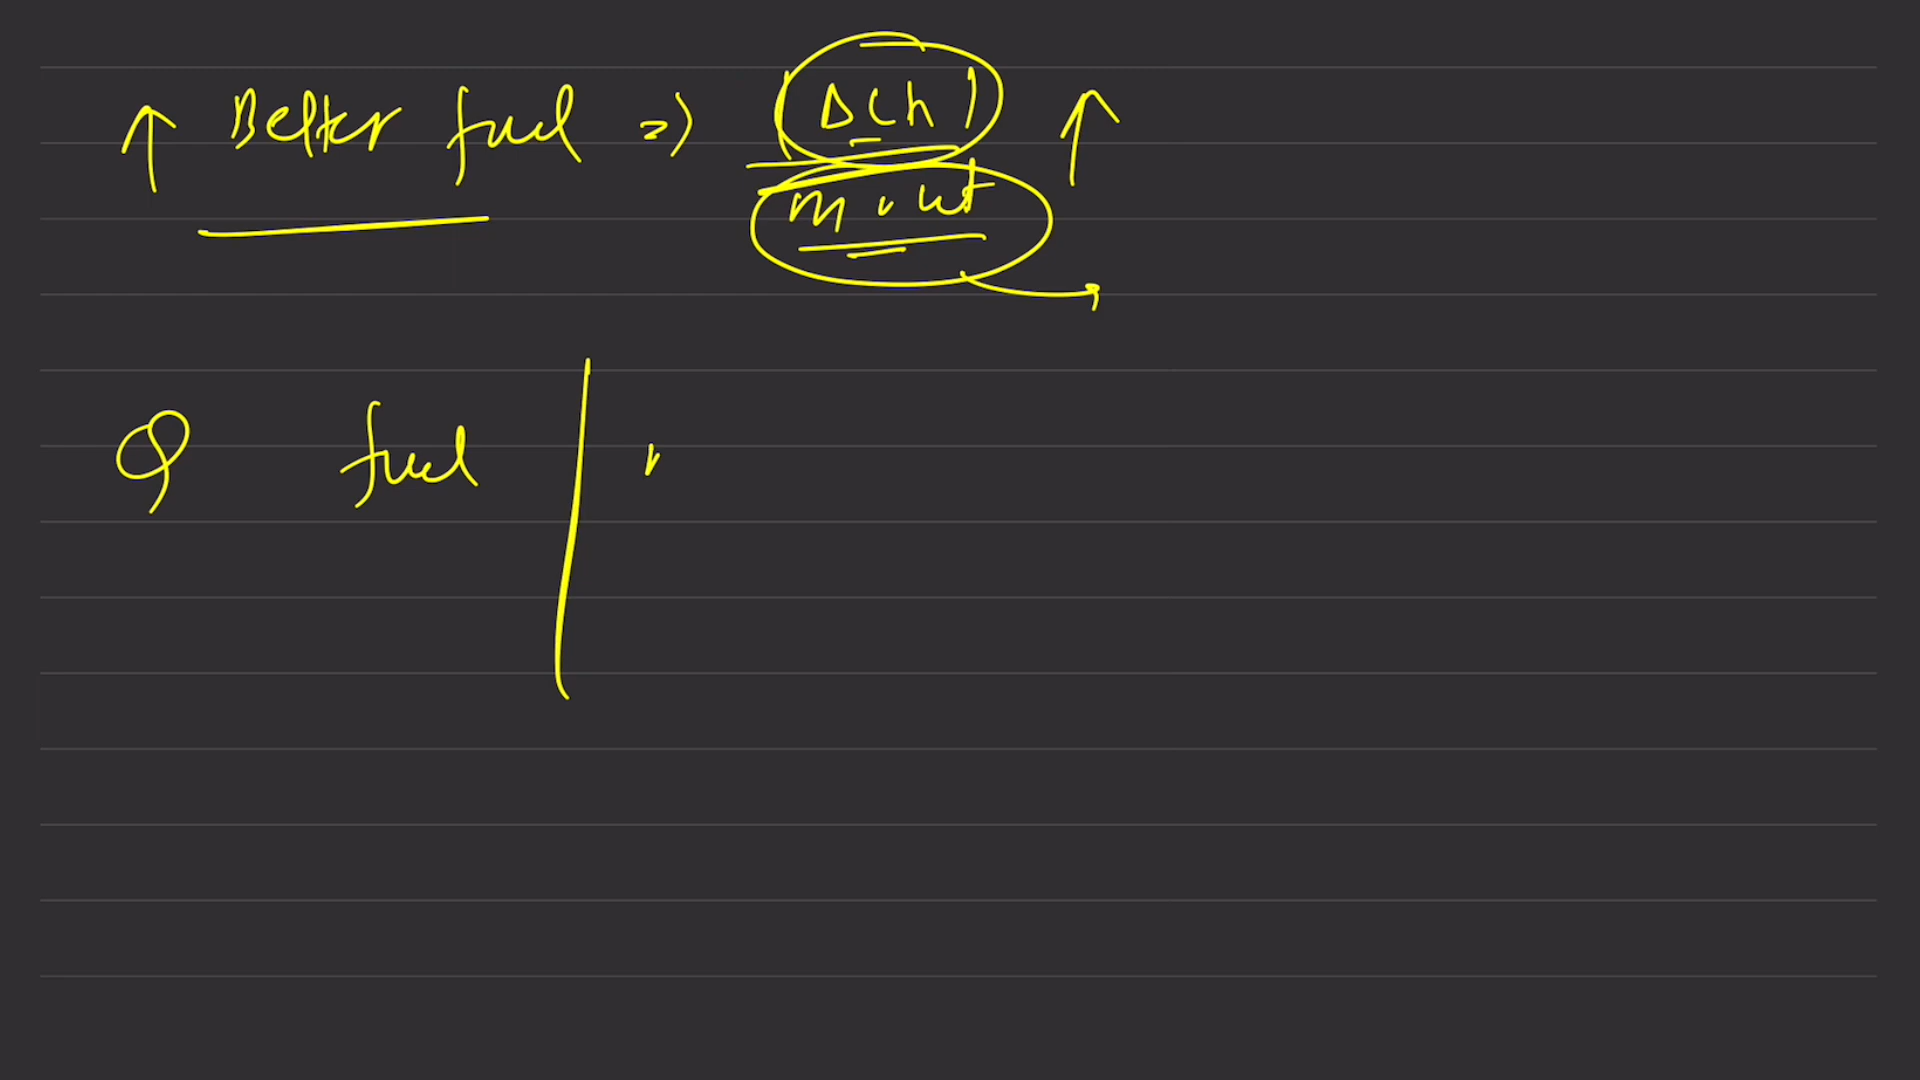 ↑ Better fuel ⇒ |ΔCH| ↑
m.wt
Q fuel